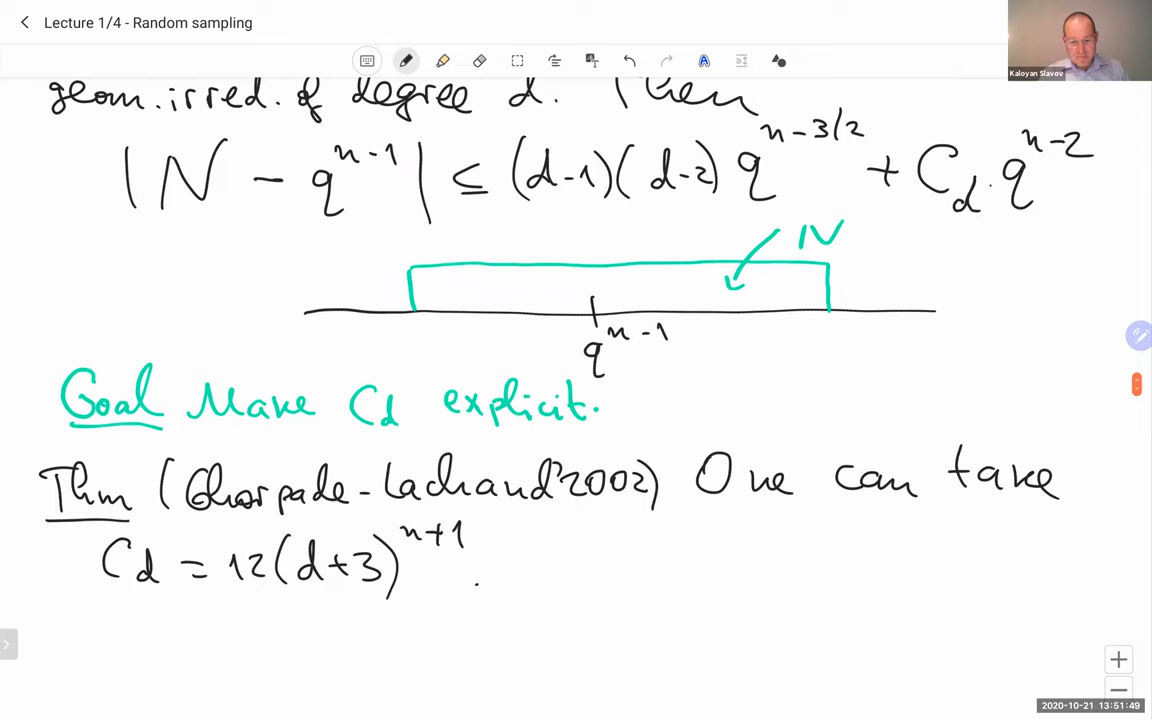 Lecture 1/4 - Random sampling
Kaloyan Slavov
geom. irred. of degree d. Then
|N - q^{n-1}| ≤ (d-1)(d-2) q^{n-3/2} + C_d · q^{n-2}
N
q^{n-1}
Goal Make C_d explicit.
Thm (Ghorpade-Lachaud '2002) One can take
C_d = 12(d+3)^{n+1} .
2020-10-21 13:51:49